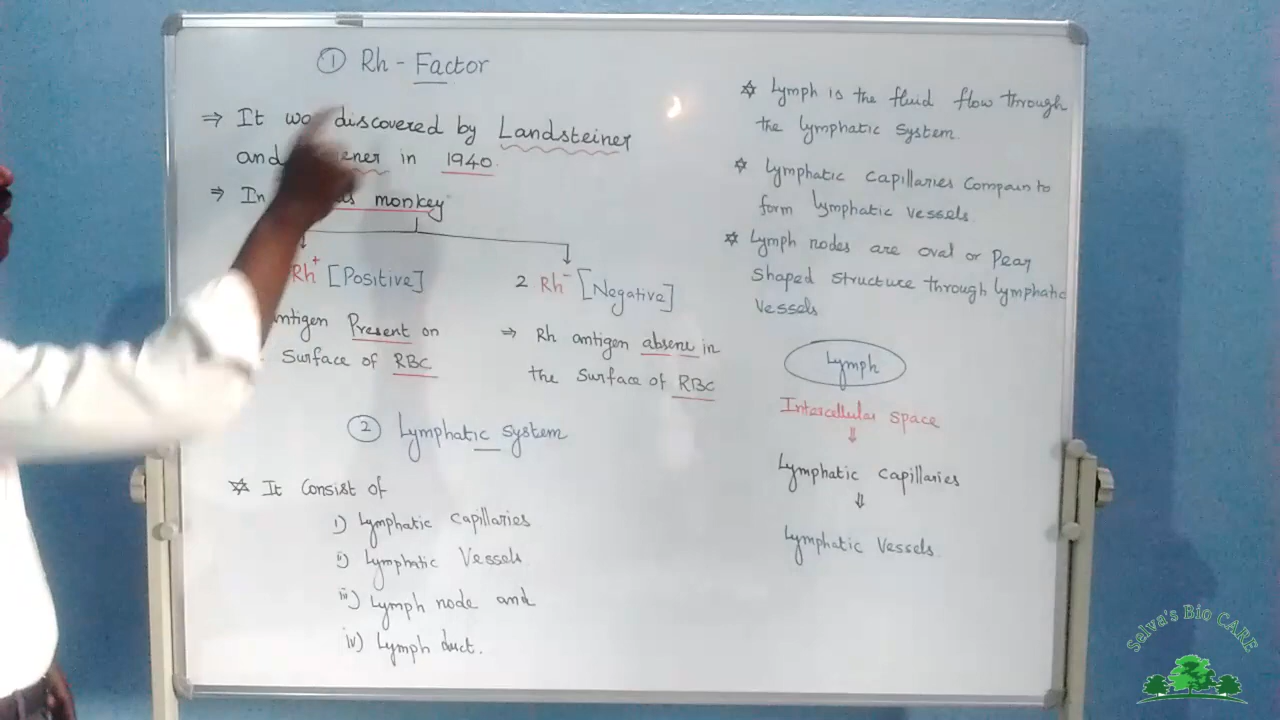 ① Rh - Factor
⇒ It was discovered by Landsteiner
and ener in 1940.
⇒ In monkey
Rh+ [Positive]
2 Rh- [Negative]
ntigen Present on
Surface of RBC
⇒ Rh antigen absene in
the Surface of RBC
② Lymphatic system
☆ It Consist of
i) Lymphatic Capillaries
ii) Lymphatic Vessels
iii) Lymph node and
iv) Lymph duct.
☆ Lymph is the fluid flow through
the lymphatic system.
☆ Lymphatic Capillaries Compain to
form lymphatic vessels
☆ Lymph nodes are oval or Pear
Shaped structure through lymphatic
Vessels
Lymph
Intercellular space
⇓
Lymphatic capillaries
⇓
Lymphatic Vessels.
Selva's Bio CARE